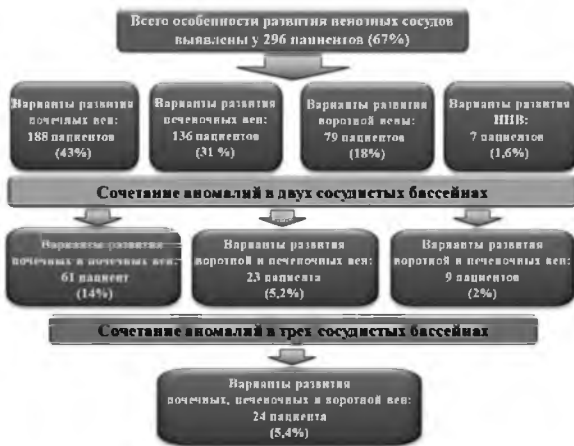 Всего особенности развития венозных сосудов
выявлены у 296 пациентов (67%)
Варианты развития
почечных вен:
188 пациентов
(43%)
Варианты развития
печеночных вен:
136 пациентов
(31 %)
Варианты развития
воротной вены:
79 пациентов
(18%)
Варианты развития
НПВ:
7 пациентов
(1,6%)
Сочетание аномалий в двух сосудистых бассейнах
Варианты развития
почечных и почечных вен:
61 пациент
(14%)
Варианты развития
воротной и печеночных вен:
23 пациента
(5,2%)
Варианты развития
воротной и печеночных вен:
9 пациентов
(2%)
Сочетание аномалий в трех сосудистых бассейнах
Варианты развития
почечных, печеночных и воротной вен:
24 пациента
(5,4%)